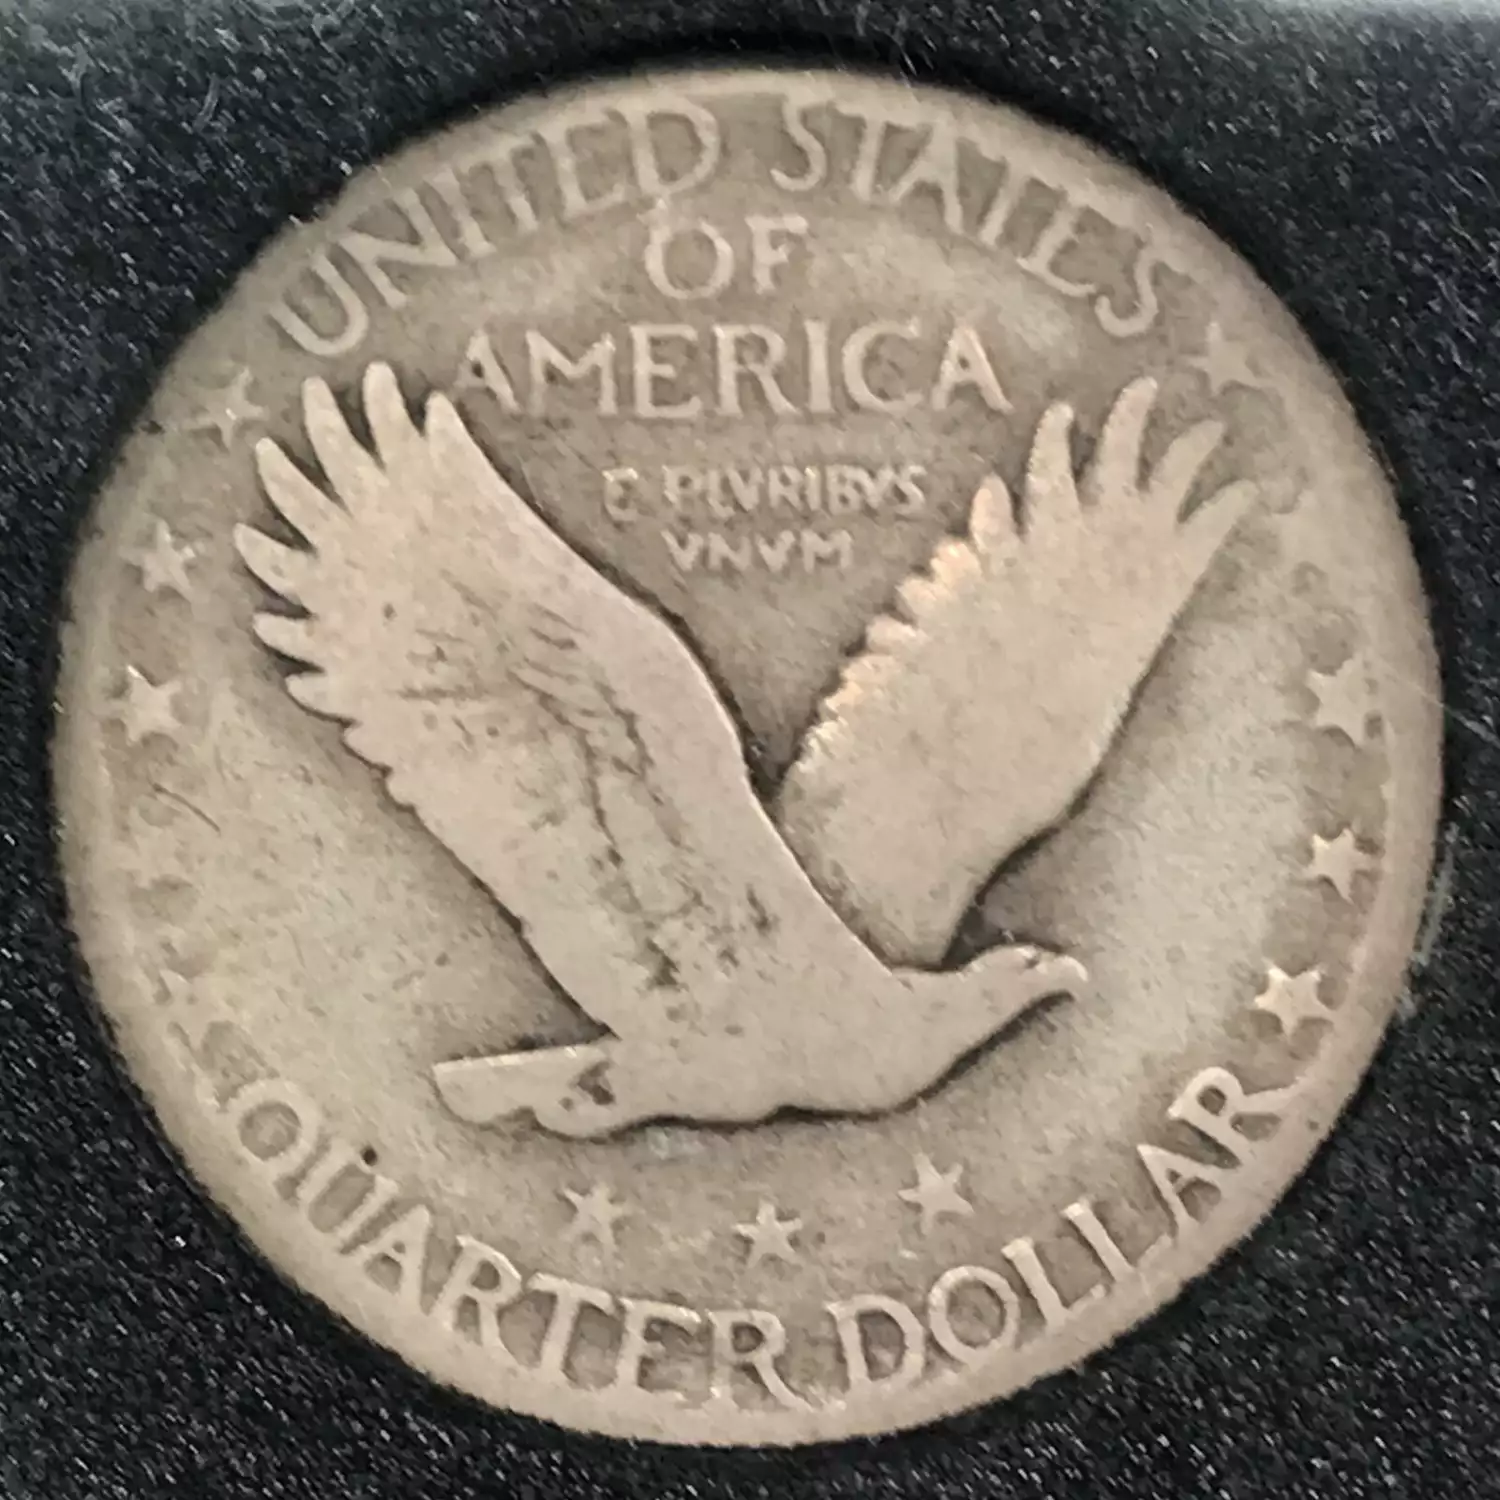 UNITED STATES
OF
AMERICA
E PLVRIBVS
VNVM
QUARTER DOLLAR